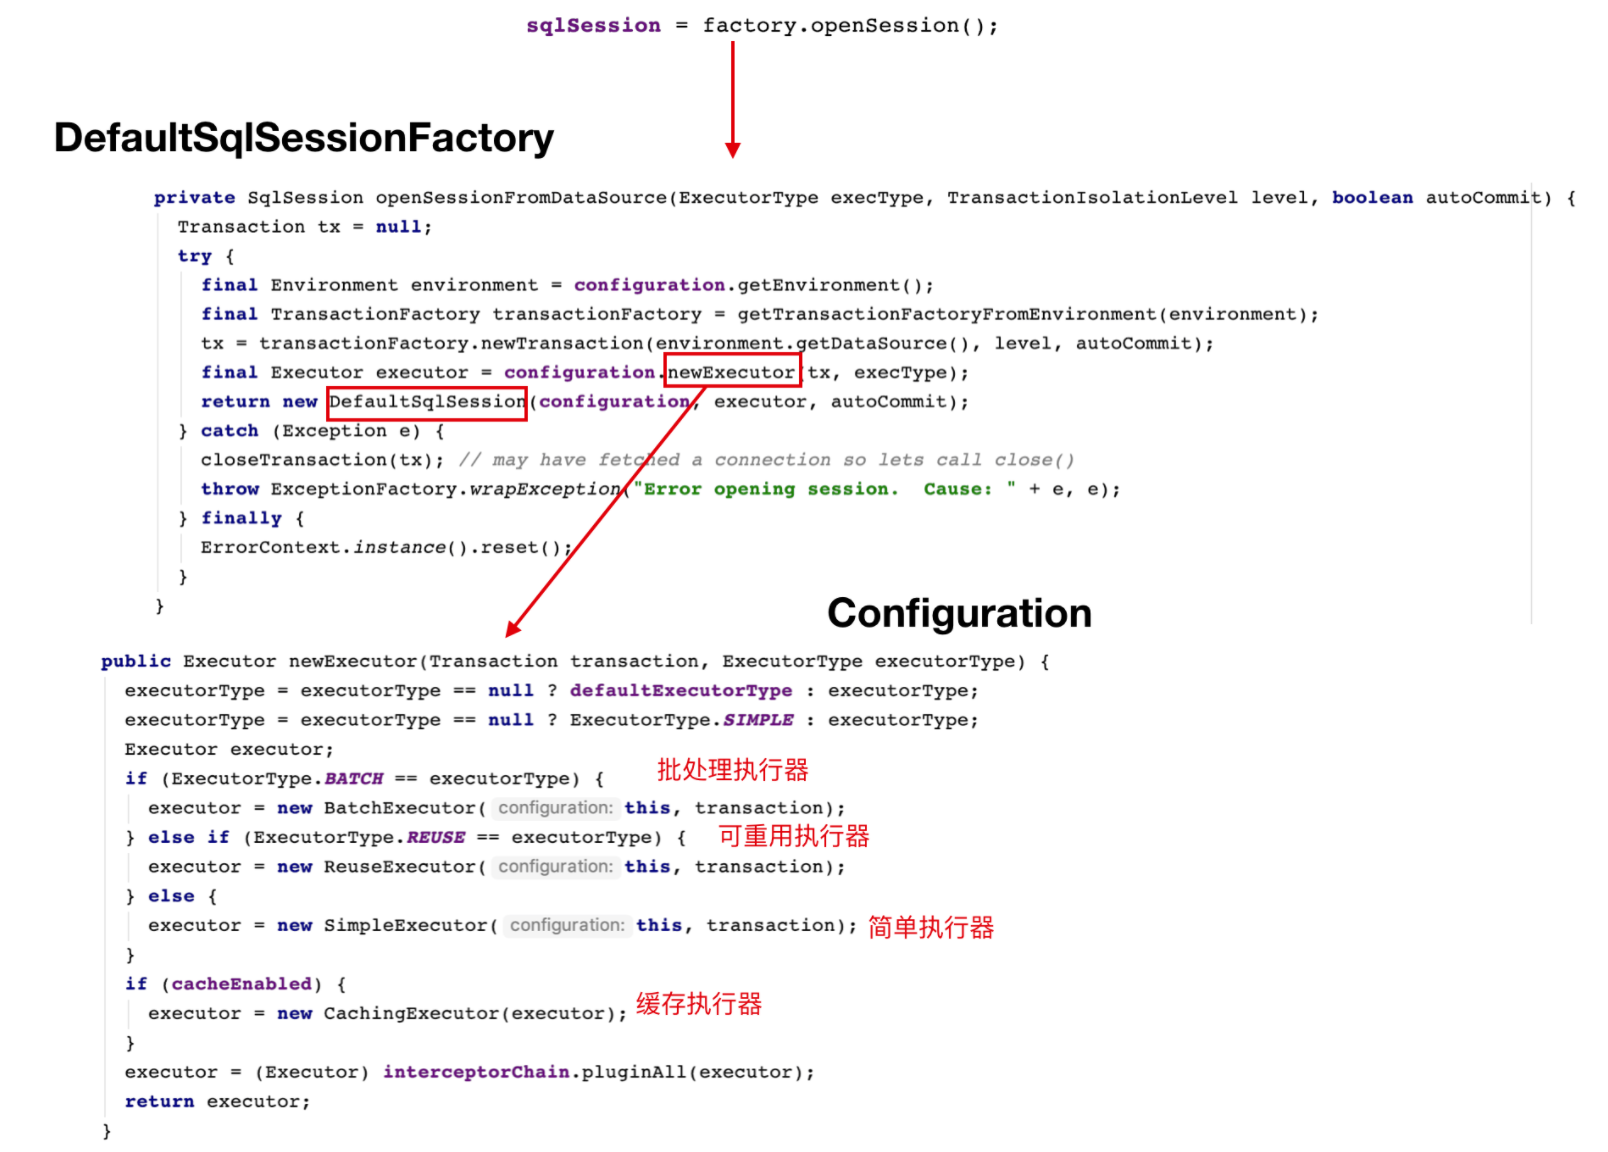 sqlSession = factory.openSession();
DefaultSqlSessionFactory
private SqlSession openSessionFromDataSource(ExecutorType execType, TransactionIsolationLevel level, boolean autoCommit) {
Transaction tx = null;
try {
final Environment environment = configuration.getEnvironment();
final TransactionFactory transactionFactory = getTransactionFactoryFromEnvironment(environment);
tx = transactionFactory.newTransaction(environment.getDataSource(), level, autoCommit);
final Executor executor = configuration.newExecutor(tx, execType);
return new DefaultSqlSession(configuration, executor, autoCommit);
} catch (Exception e) {
closeTransaction(tx); // may have fetched a connection so lets call close()
throw ExceptionFactory.wrapException("Error opening session.  Cause: " + e, e);
} finally {
ErrorContext.instance().reset();
}
}
Configuration
public Executor newExecutor(Transaction transaction, ExecutorType executorType) {
executorType = executorType == null ? defaultExecutorType : executorType;
executorType = executorType == null ? ExecutorType.SIMPLE : executorType;
Executor executor;
if (ExecutorType.BATCH == executorType) { 批处理执行器
executor = new BatchExecutor( configuration: this, transaction);
} else if (ExecutorType.REUSE == executorType) { 可重用执行器
executor = new ReuseExecutor( configuration: this, transaction);
} else {
executor = new SimpleExecutor( configuration: this, transaction); 简单执行器
}
if (cacheEnabled) {
executor = new CachingExecutor(executor); 缓存执行器
}
executor = (Executor) interceptorChain.pluginAll(executor);
return executor;
}